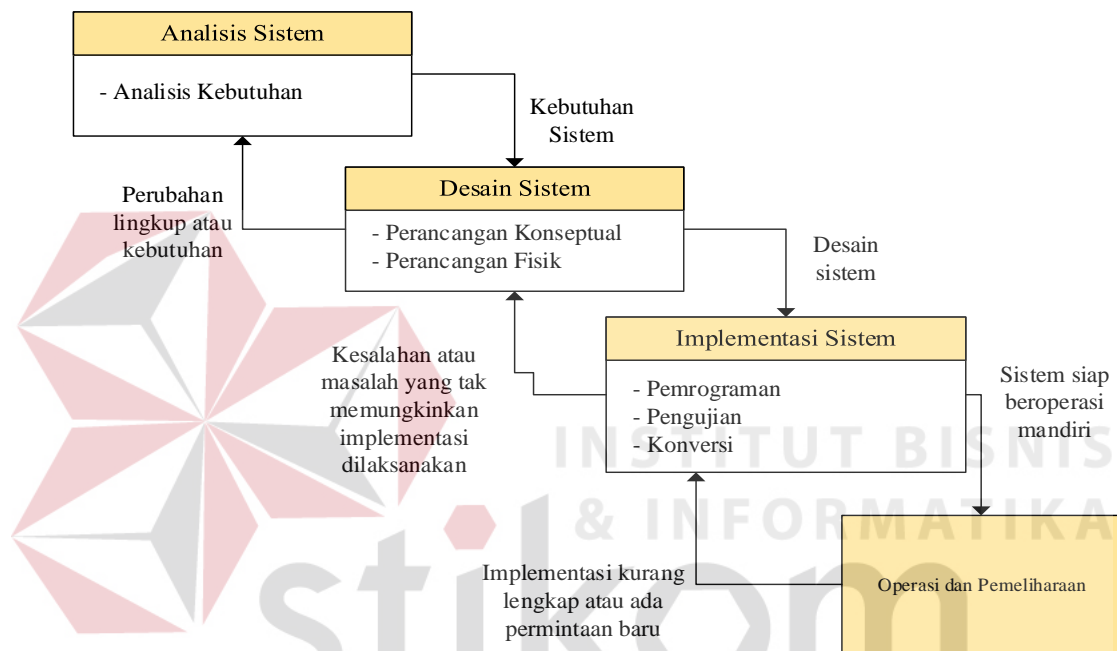 Analisis Sistem
- Analisis Kebutuhan
Kebutuhan
Sistem
Perubahan
lingkup atau
kebutuhan
Desain Sistem
- Perancangan Konseptual
- Perancangan Fisik
Desain
sistem
Implementasi Sistem
- Pemrograman
- Pengujian
- Konversi
Kesalahan atau
masalah yang tak
memungkinkan
implementasi
dilaksanakan
Sistem siap
beroperasi
mandiri
Operasi dan Pemeliharaan
Implementasi kurang
lengkap atau ada
permintaan baru
INSTITUT BISNIS
& INFORMATIKA
stikom